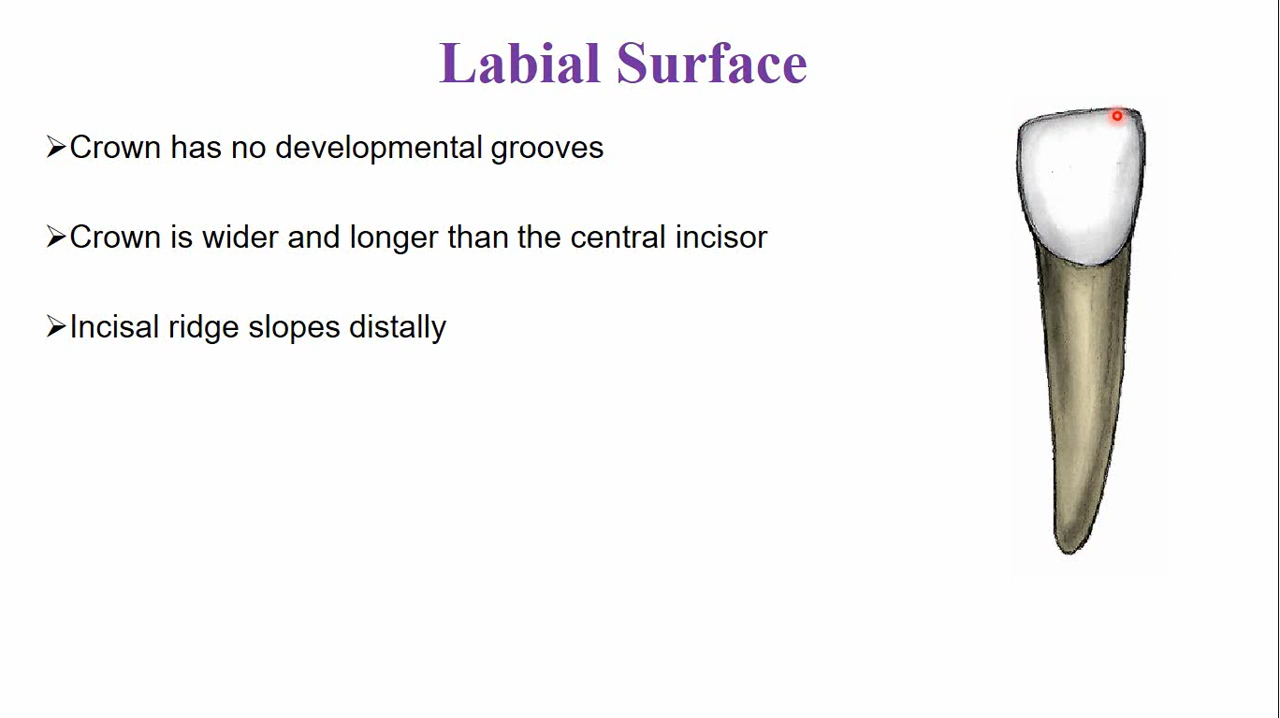 Labial Surface
➢Crown has no developmental grooves
➢Crown is wider and longer than the central incisor
➢Incisal ridge slopes distally